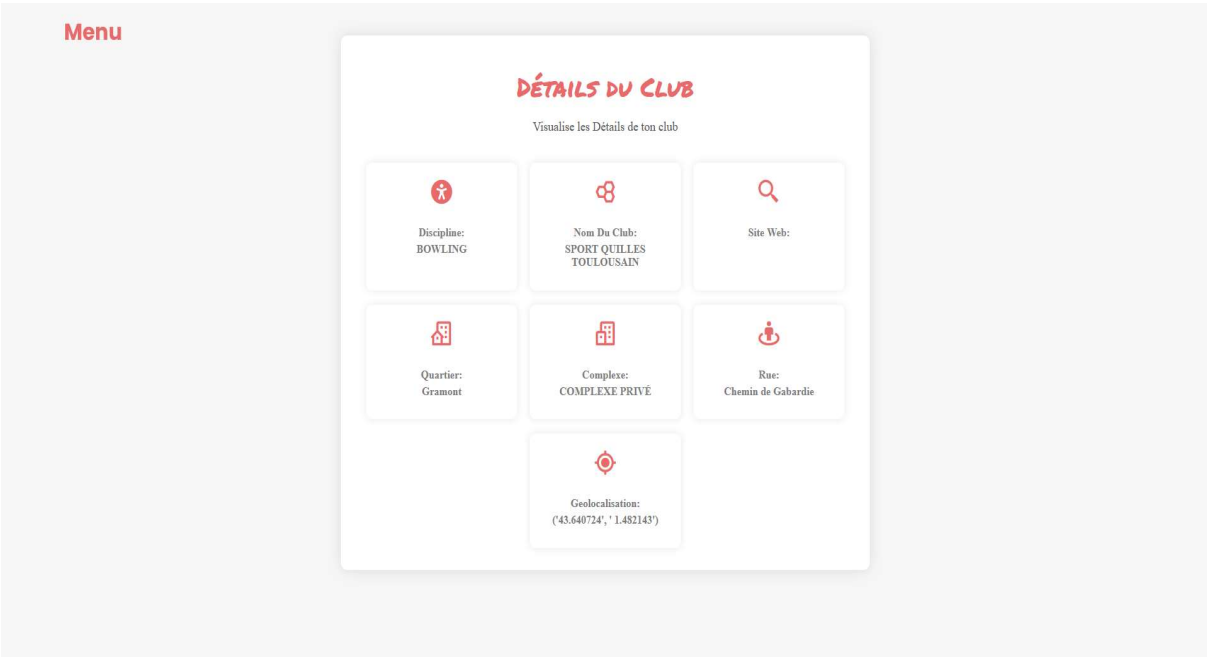 Menu
DÉTAILS DU CLUB
Visualise les Détails de ton club
Discipline:
BOWLING
Nom Du Club:
SPORT QUILLES
TOULOUSAIN
Site Web:
Quartier:
Gramont
Complexe:
COMPLEXE PRIVÉ
Rue:
Chemin de Gabardie
Geolocalisation:
('43.640724', ' 1.482143')